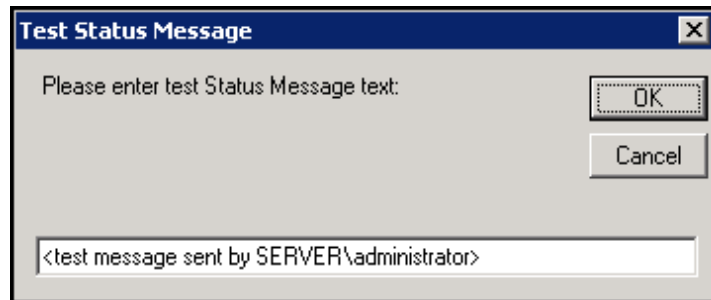 Test Status Message
Please enter test Status Message text:
OK
Cancel
<test message sent by SERVER\administrator>